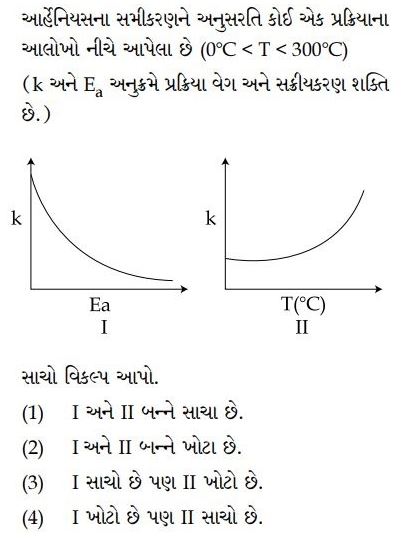 આર્હેનિયસના સમીકરણને અનુસરતિ કોઈ એક પ્રક્રિયાના
આલોખો નીચે આપેલા છે (0°C < T < 300°C)
(k અને Ea અનુક્રમે પ્રક્રિયા વેગ અને સક્રીયકરણ શક્તિ
છે.)
k
Ea
I
k
T(°C)
II
સાચો વિકલ્પ આપો.
(1) I અને II બન્ને સાચા છે.
(2) I અને II બન્ને ખોટા છે.
(3) I સાચો છે પણ II ખોટો છે.
(4) I ખોટો છે પણ II સાચો છે.